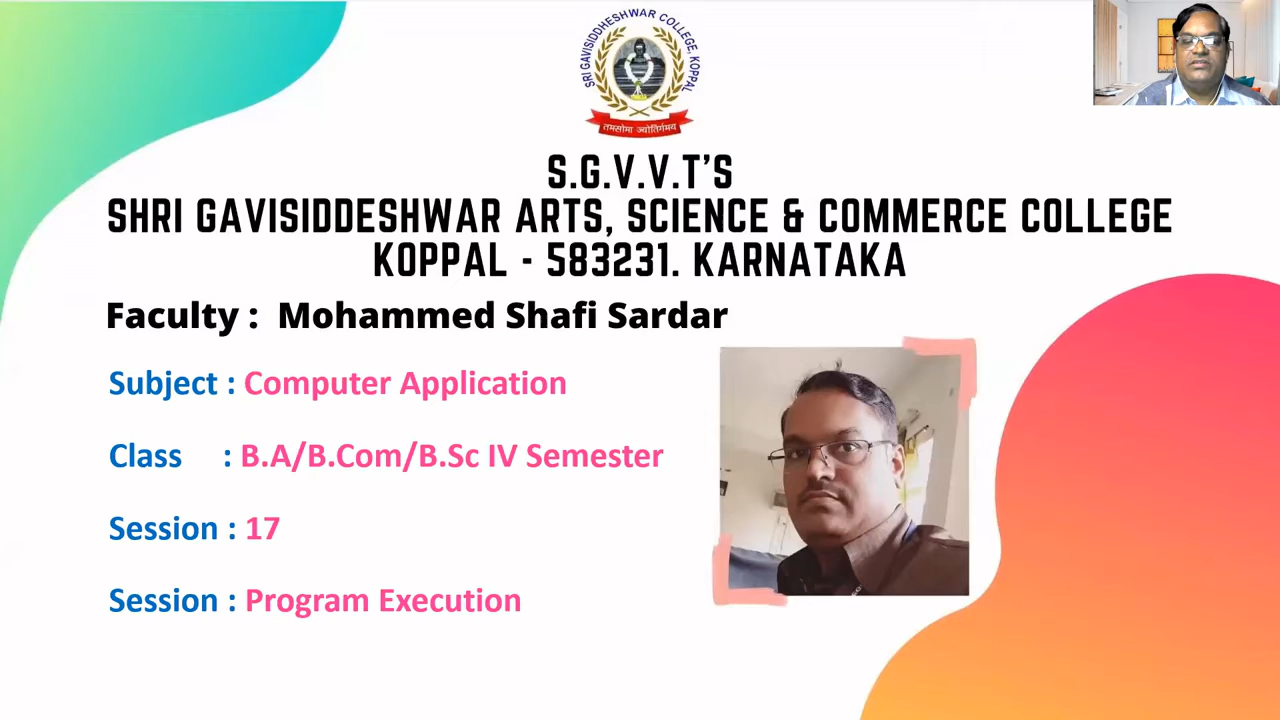 SRI GAVISIDDHESHWAR COLLEGE, KOPPAL
तमसोमा ज्योतिर्गमय
S.G.V.V.T'S
SHRI GAVISIDDESHWAR ARTS, SCIENCE & COMMERCE COLLEGE
KOPPAL - 583231. KARNATAKA
Faculty : Mohammed Shafi Sardar
Subject : Computer Application
Class : B.A/B.Com/B.Sc IV Semester
Session : 17
Session : Program Execution